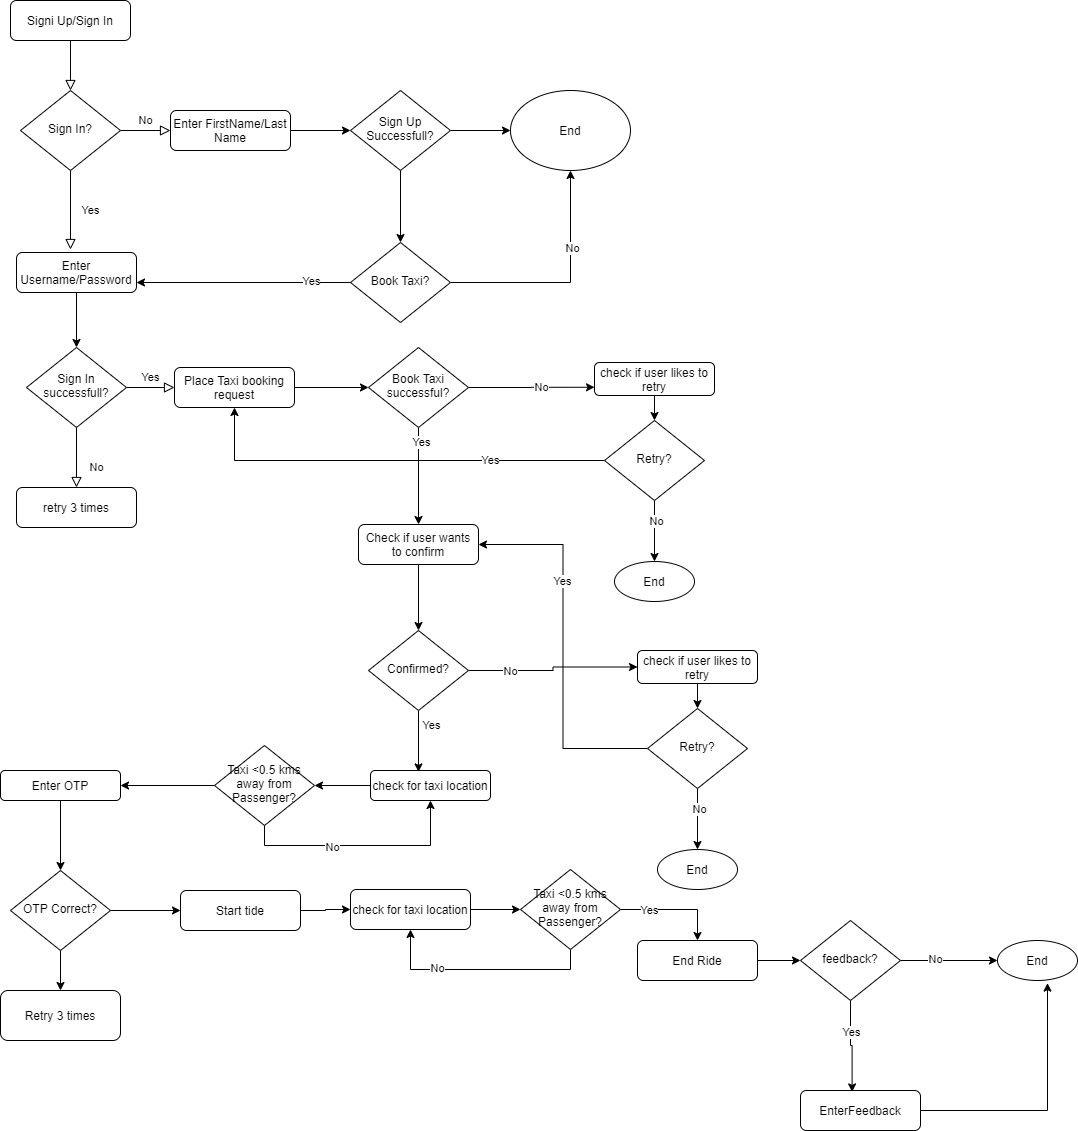 Signi Up/Sign In
Sign In?
No
Enter FirstName/Last
Name
Sign Up
Successfull?
End
Yes
Enter
Username/Password
Yes
Book Taxi?
No
Sign In
successfull?
Yes
Place Taxi booking
request
Book Taxi
successful?
No
check if user likes to
retry
Yes
Yes
Retry?
No
retry 3 times
No
End
Check if user wants
to confirm
Yes
Confirmed?
No
check if user likes to
retry
Yes
Retry?
Enter OTP
Taxi <0.5 kms
away from
Passenger?
check for taxi location
No
No
End
OTP Correct?
Start tide
check for taxi location
Taxi <0.5 kms
away from
Passenger?
Yes
No
End Ride
feedback?
No
End
Retry 3 times
Yes
EnterFeedback